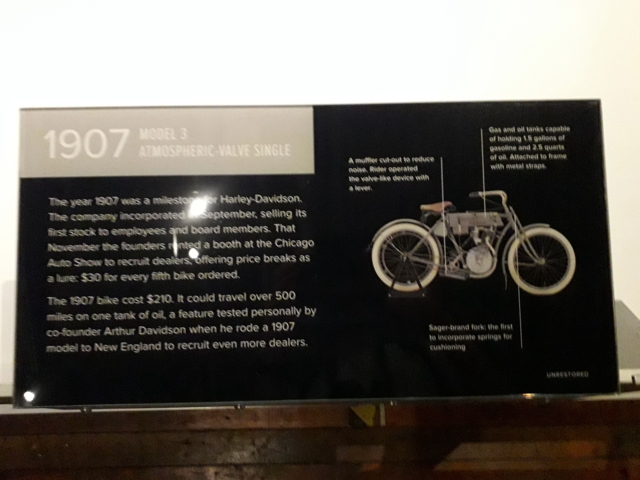 1907 MODEL 3
ATMOSPHERIC-VALVE SINGLE
The year 1907 was a milestone for Harley-Davidson.
The company incorporated in September, selling its
first stock to employees and board members. That
November the founders rented a booth at the Chicago
Auto Show to recruit dealers, offering price breaks as
a lure: $30 for every fifth bike ordered.
The 1907 bike cost $210. It could travel over 500
miles on one tank of oil, a feature tested personally by
co-founder Arthur Davidson when he rode a 1907
model to New England to recruit even more dealers.
A muffler cut-out to reduce
noise. Rider operated
the valve-like device with
a lever.
Gas and oil tanks capable
of holding 1.5 gallons of
gasoline and 2.5 quarts
of oil. Attached to frame
with metal straps.
Sager-brand fork: the first
to incorporate springs for
cushioning
UNRESTORED